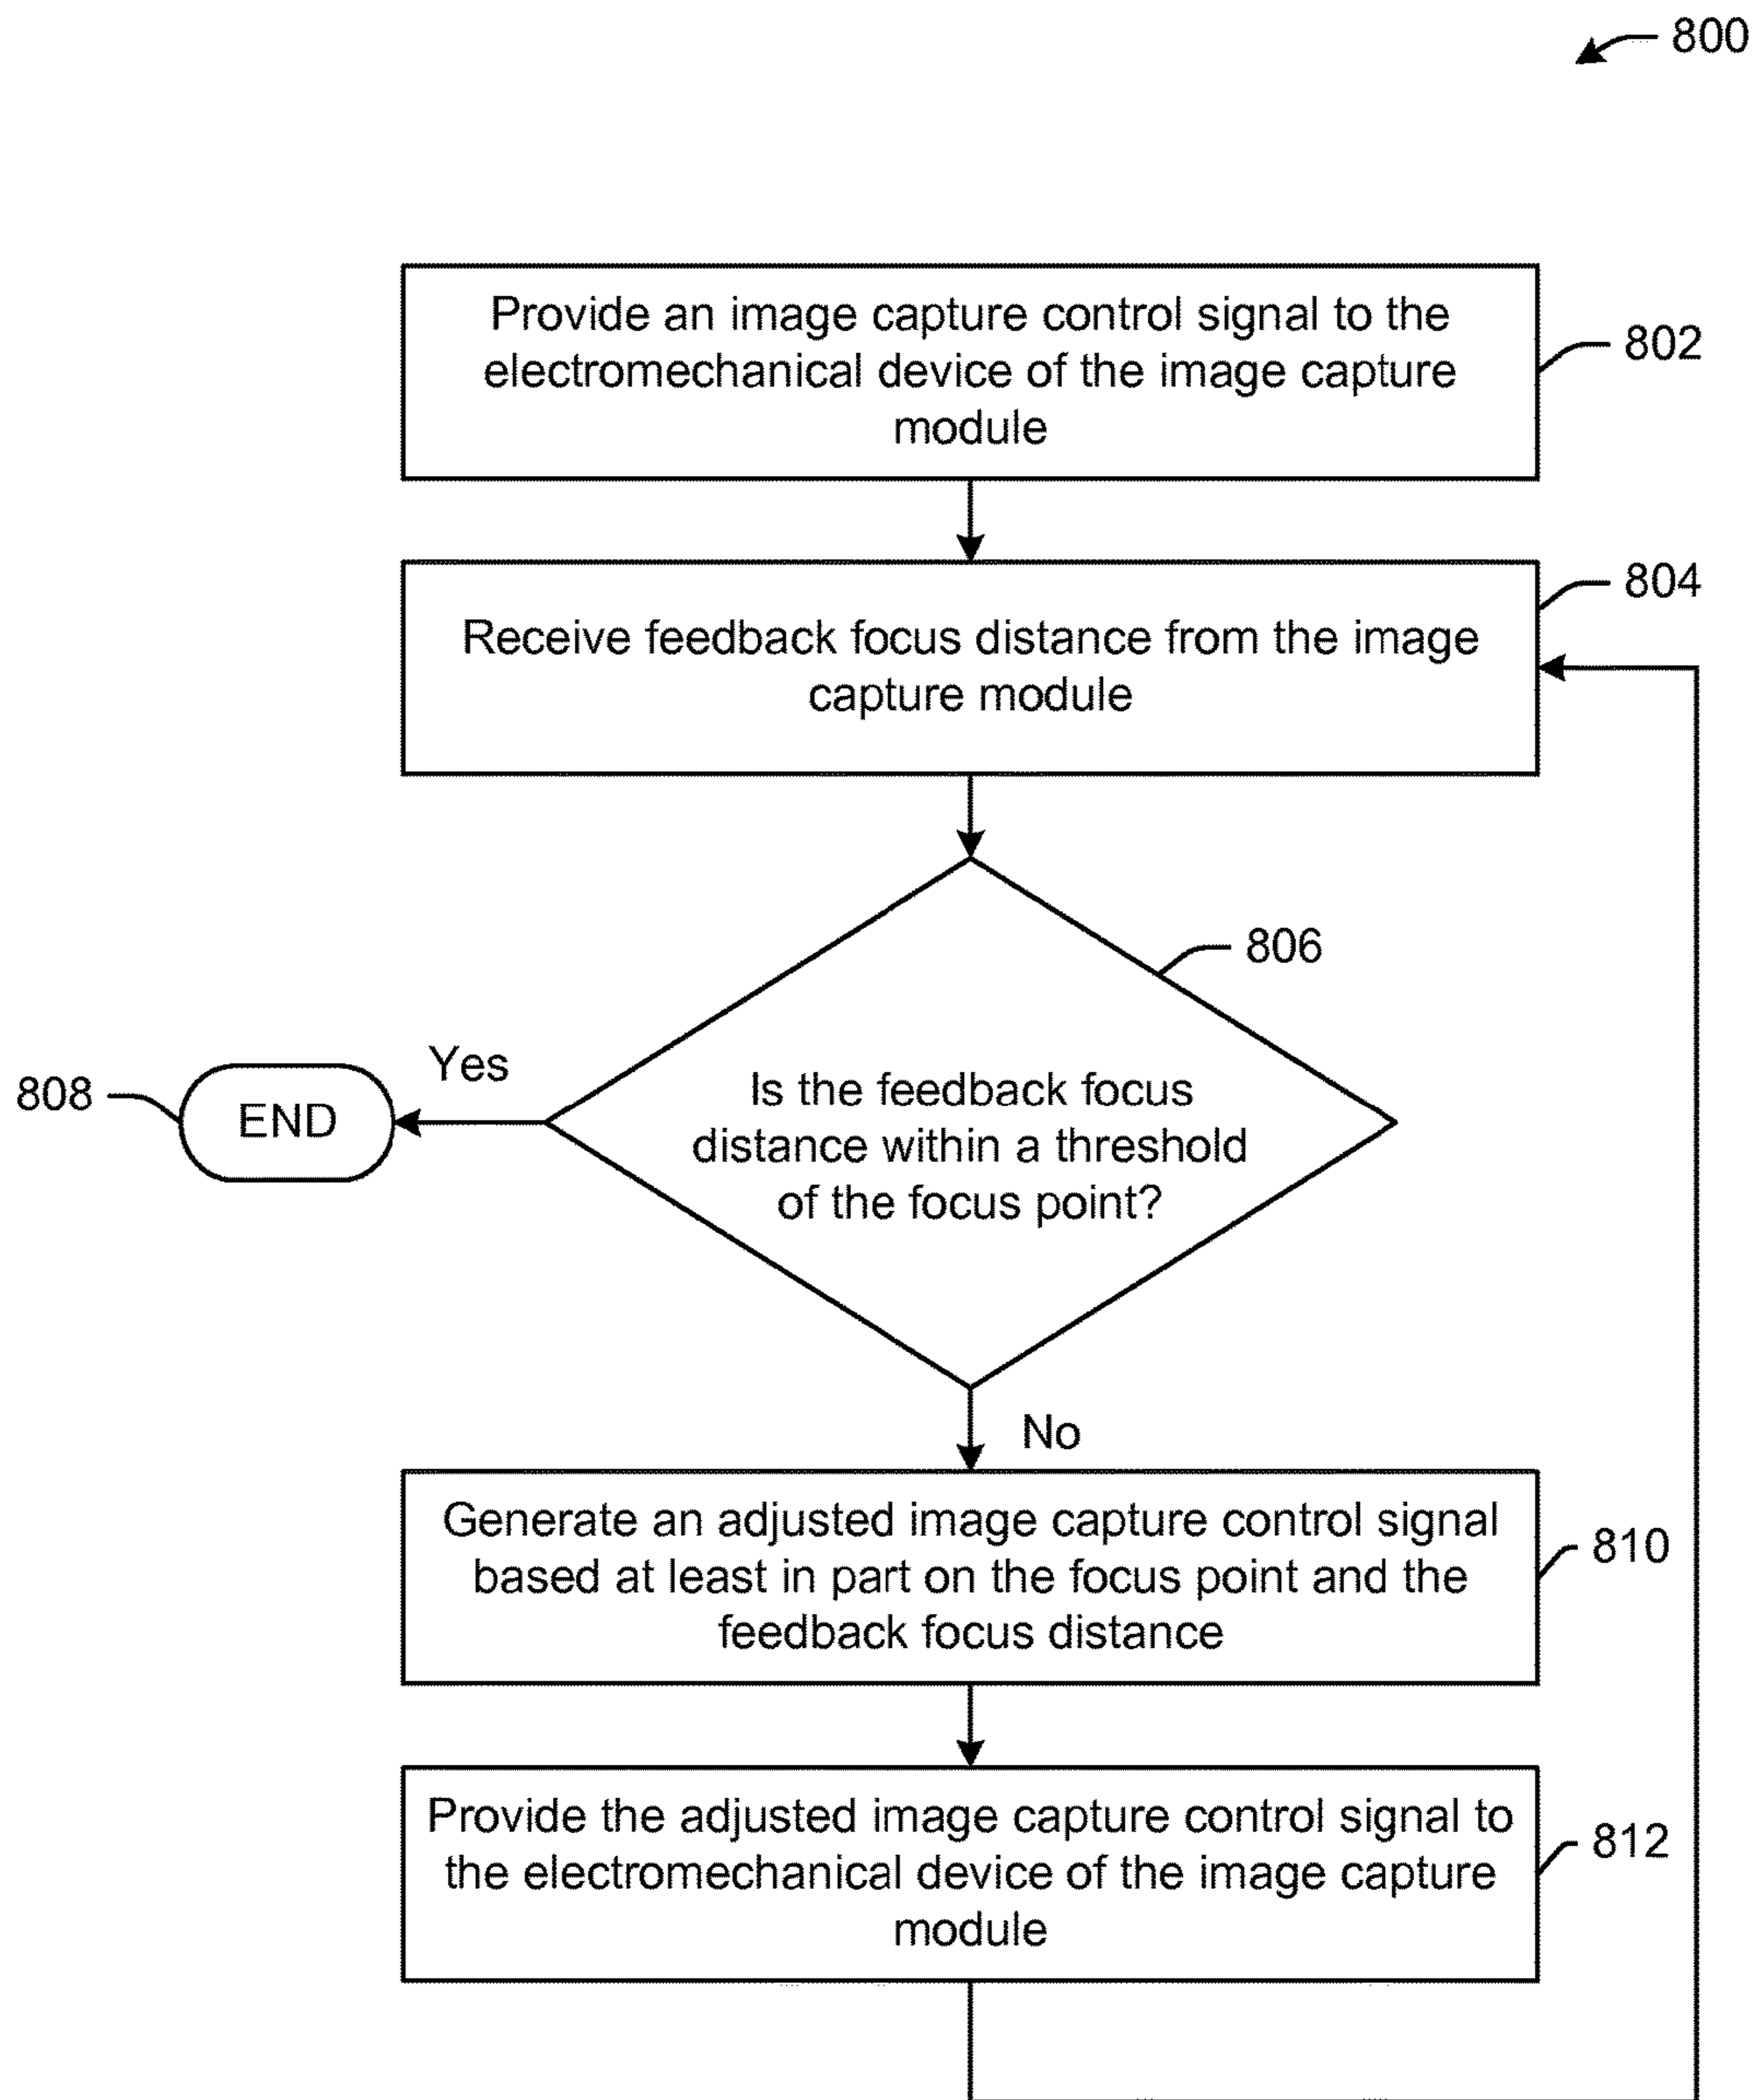 800
Provide an image capture control signal to the
electromechanical device of the image capture
module
802
804
Receive feedback focus distance from the image
capture module
806
Yes
808
END
Is the feedback focus
distance within a threshold
of the focus point?
No
Generate an adjusted image capture control signal
based at least in part on the focus point and the
feedback focus distance
810
Provide the adjusted image capture control signal to
the electromechanical device of the image capture
module
812